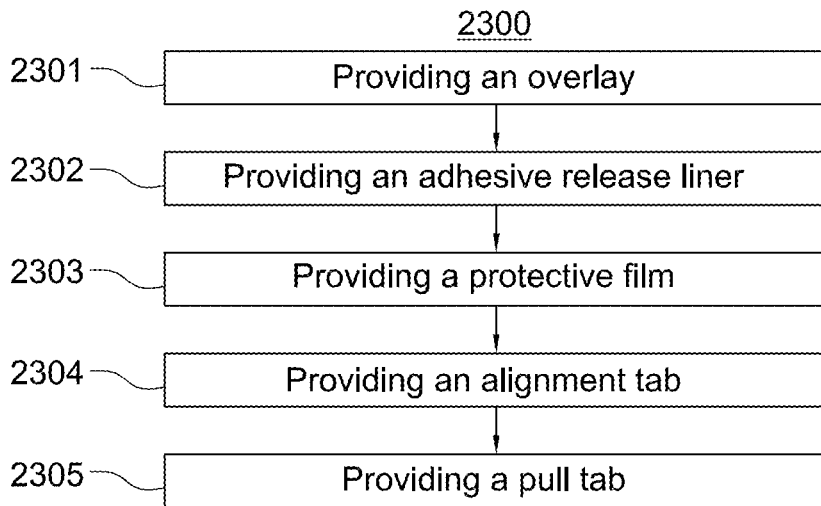 2300
2301 Providing an overlay
2302 Providing an adhesive release liner
2303 Providing a protective film
2304 Providing an alignment tab
2305 Providing a pull tab